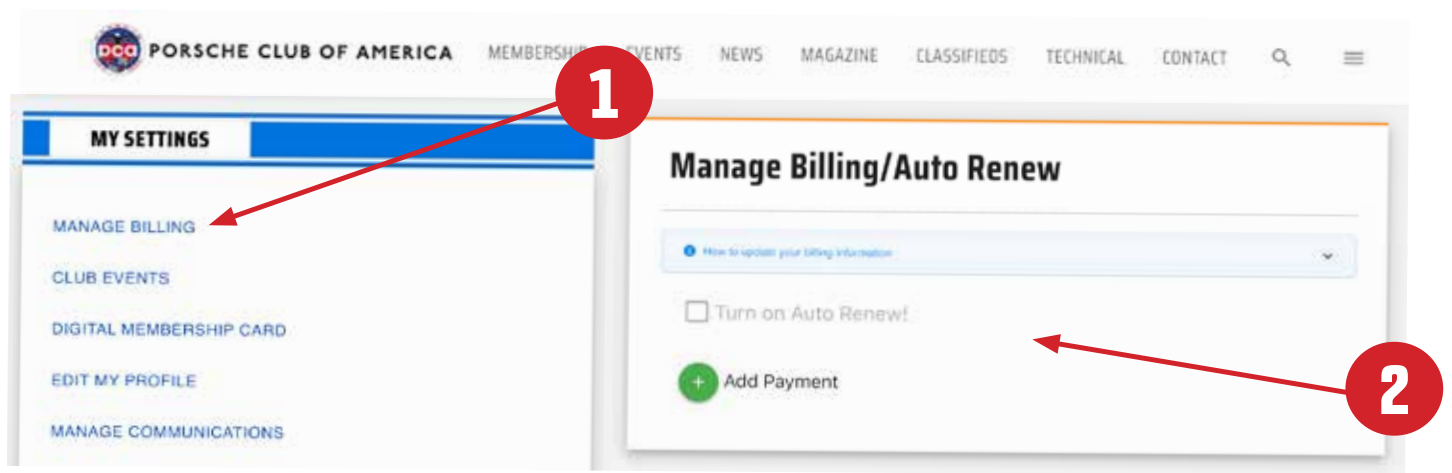 PCA PORSCHE CLUB OF AMERICA MEMBERSHIP EVENTS NEWS MAGAZINE CLASSIFIEDS TECHNICAL CONTACT
1
MY SETTINGS
MANAGE BILLING
CLUB EVENTS
DIGITAL MEMBERSHIP CARD
EDIT MY PROFILE
MANAGE COMMUNICATIONS
Manage Billing/Auto Renew
How to update your billing information
Turn on Auto Renew!
+ Add Payment
2